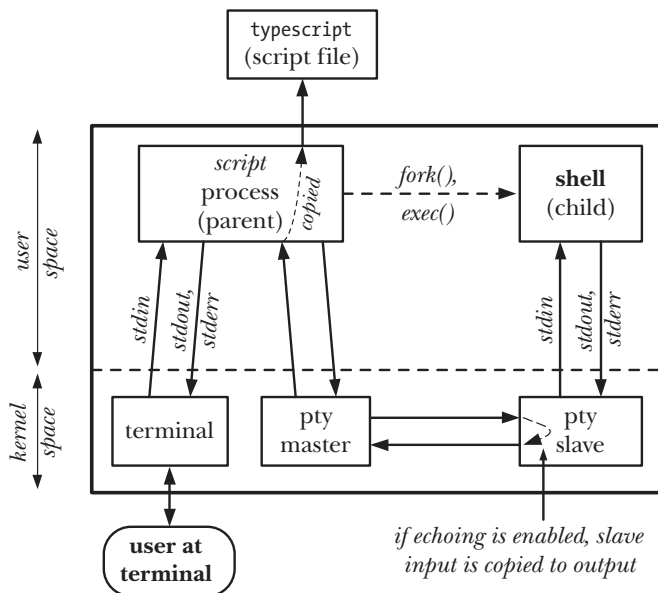 typescript
(script file)
user
space
script
process
(parent)
copied
fork(),
exec()
shell
(child)
stdin
stdout,
stderr
stdin
stdout,
stderr
kernel
space
terminal
pty
master
pty
slave
user at
terminal
if echoing is enabled, slave
input is copied to output